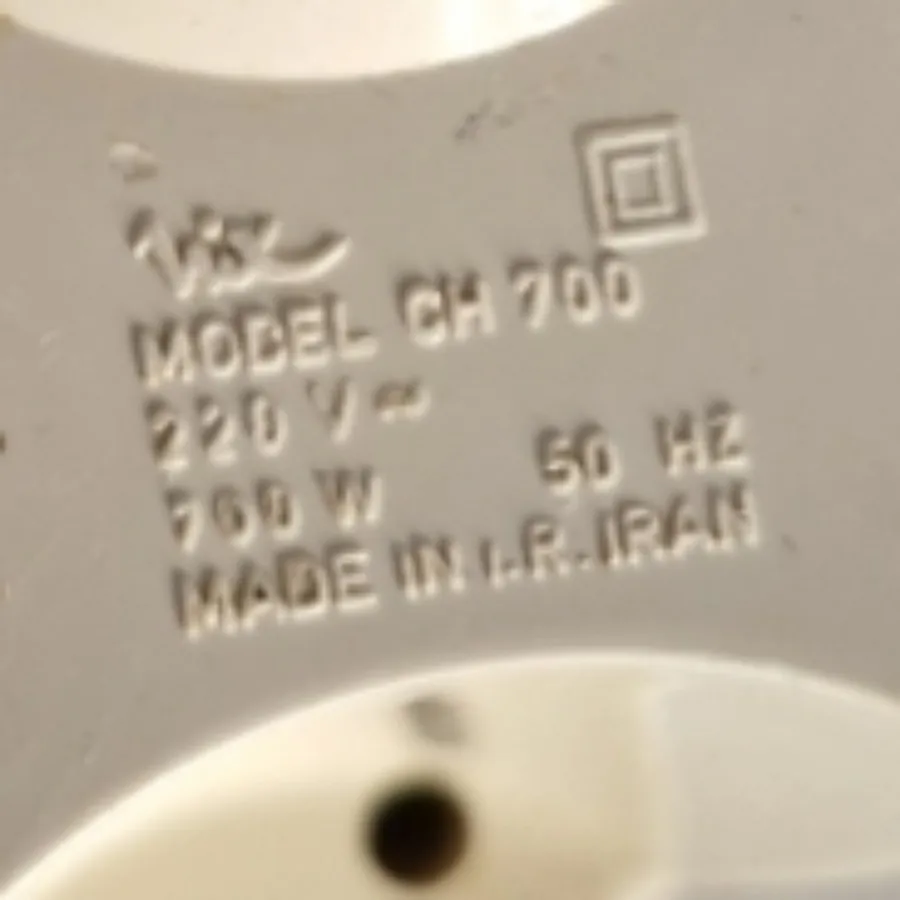 MODEL CH 700
220 V ≂
700 W 50 HZ
MADE IN I.R.IRAN